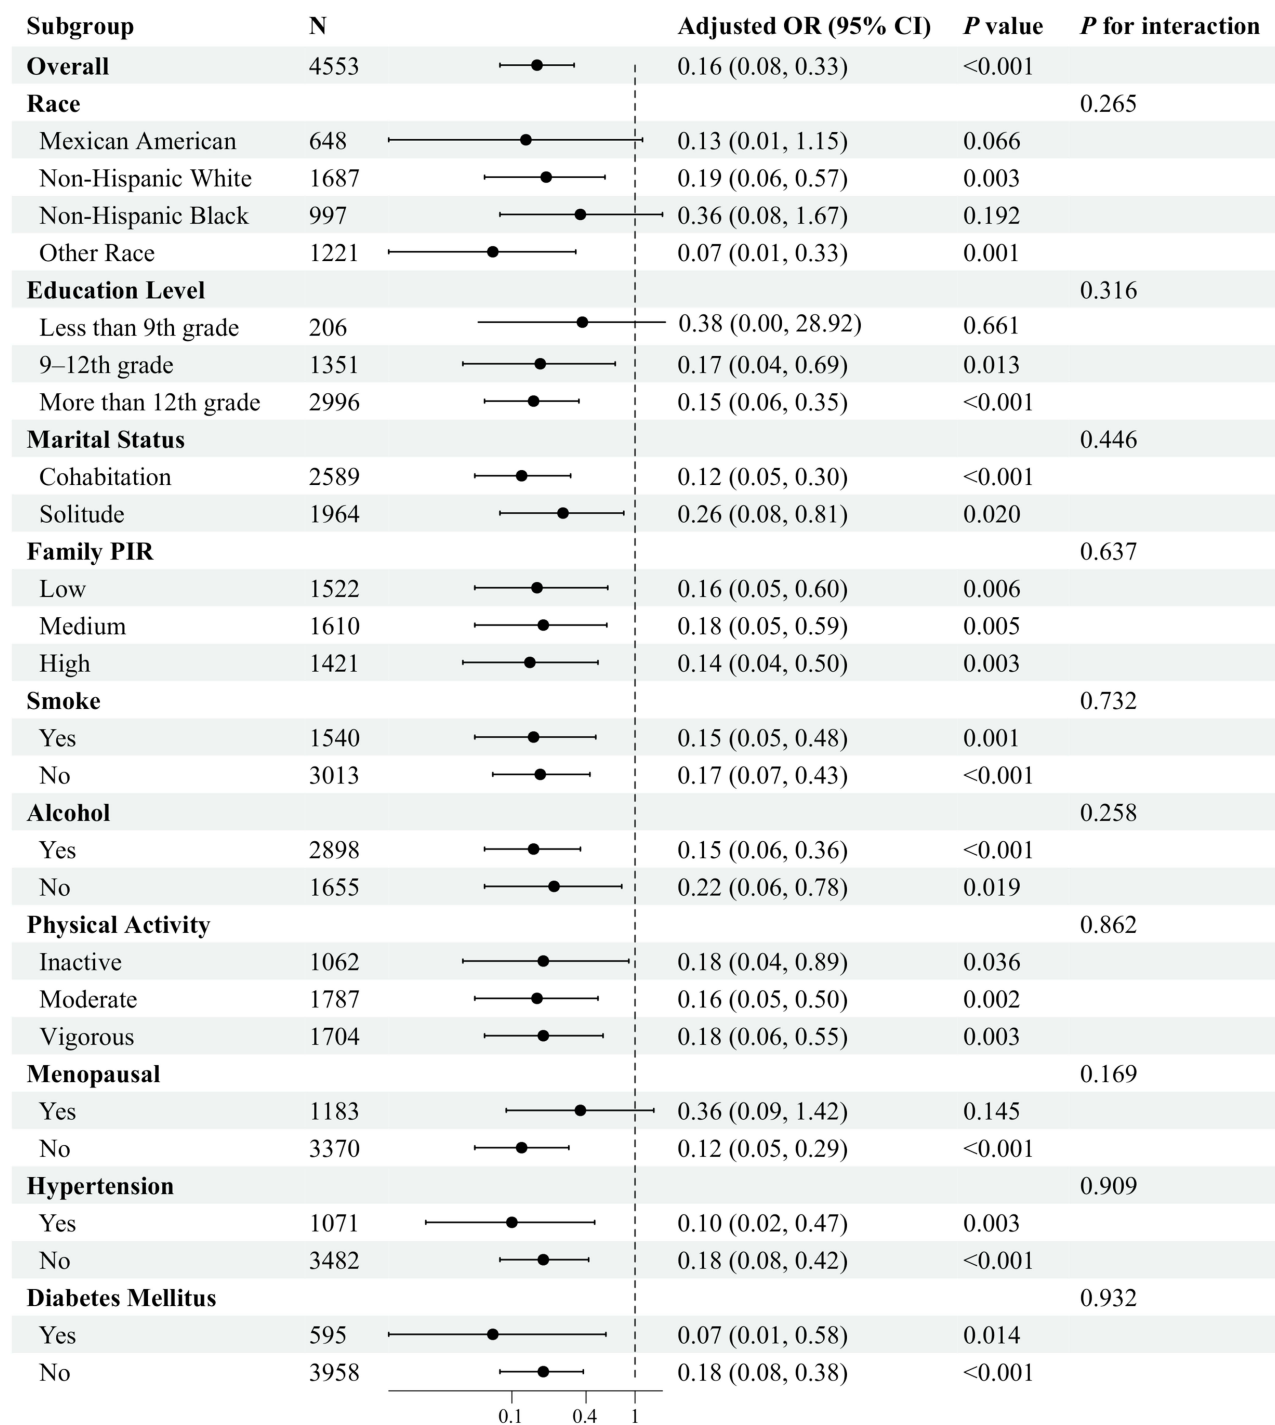 Subgroup N Adjusted OR (95% CI) P value P for interaction
Overall 4553 0.16 (0.08, 0.33) <0.001
Race 0.265
Mexican American 648 0.13 (0.01, 1.15) 0.066
Non-Hispanic White 1687 0.19 (0.06, 0.57) 0.003
Non-Hispanic Black 997 0.36 (0.08, 1.67) 0.192
Other Race 1221 0.07 (0.01, 0.33) 0.001
Education Level 0.316
Less than 9th grade 206 0.38 (0.00, 28.92) 0.661
9–12th grade 1351 0.17 (0.04, 0.69) 0.013
More than 12th grade 2996 0.15 (0.06, 0.35) <0.001
Marital Status 0.446
Cohabitation 2589 0.12 (0.05, 0.30) <0.001
Solitude 1964 0.26 (0.08, 0.81) 0.020
Family PIR 0.637
Low 1522 0.16 (0.05, 0.60) 0.006
Medium 1610 0.18 (0.05, 0.59) 0.005
High 1421 0.14 (0.04, 0.50) 0.003
Smoke 0.732
Yes 1540 0.15 (0.05, 0.48) 0.001
No 3013 0.17 (0.07, 0.43) <0.001
Alcohol 0.258
Yes 2898 0.15 (0.06, 0.36) <0.001
No 1655 0.22 (0.06, 0.78) 0.019
Physical Activity 0.862
Inactive 1062 0.18 (0.04, 0.89) 0.036
Moderate 1787 0.16 (0.05, 0.50) 0.002
Vigorous 1704 0.18 (0.06, 0.55) 0.003
Menopausal 0.169
Yes 1183 0.36 (0.09, 1.42) 0.145
No 3370 0.12 (0.05, 0.29) <0.001
Hypertension 0.909
Yes 1071 0.10 (0.02, 0.47) 0.003
No 3482 0.18 (0.08, 0.42) <0.001
Diabetes Mellitus 0.932
Yes 595 0.07 (0.01, 0.58) 0.014
No 3958 0.18 (0.08, 0.38) <0.001
0.1 0.4 1